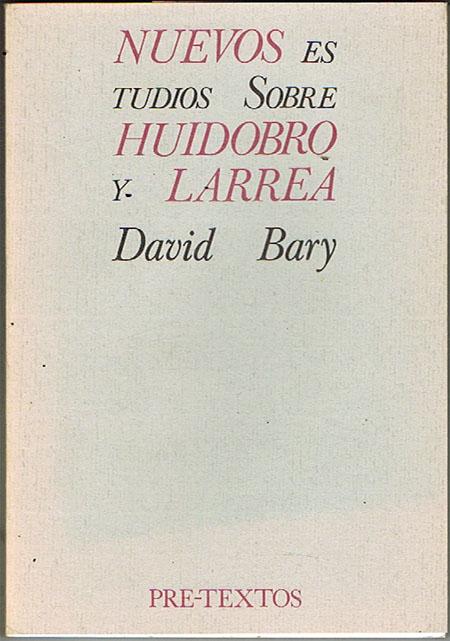 NUEVOS ES
TUDIOS SOBRE
HUIDOBRO
Y LARREA
David Bary
PRE-TEXTOS